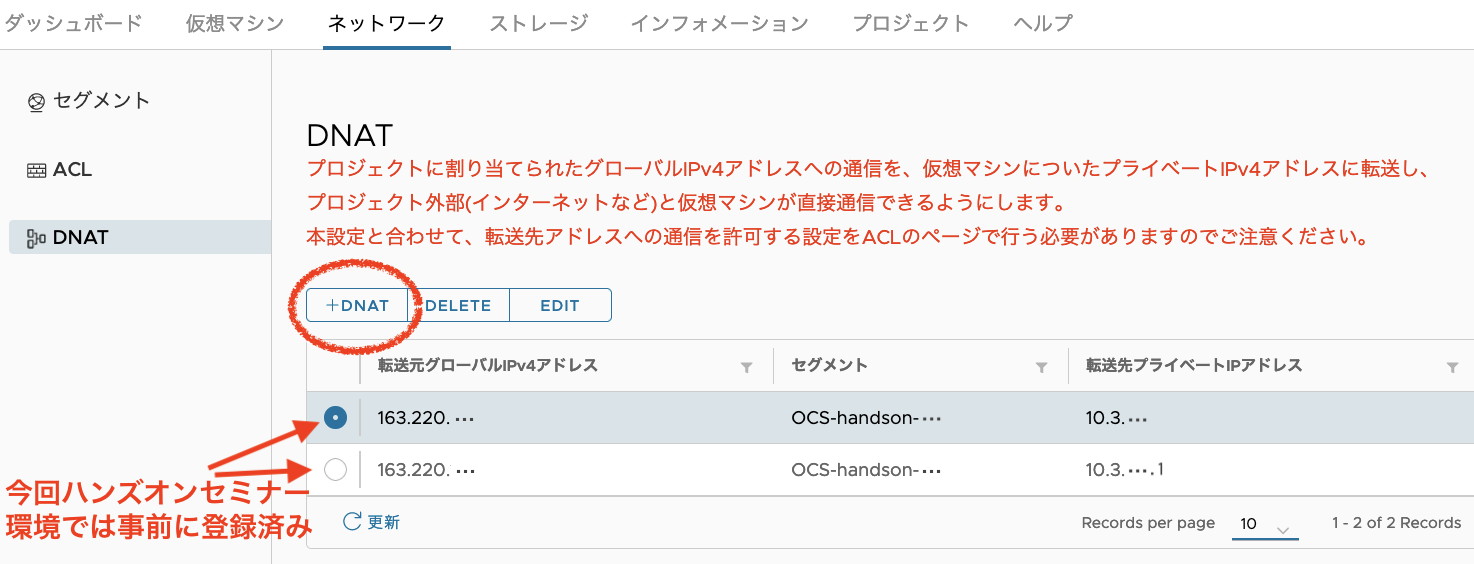 ダッシュボード 仮想マシン ネットワーク ストレージ インフォメーション プロジェクト ヘルプ
セグメント
ACL
DNAT
DNAT
プロジェクトに割り当てられたグローバルIPv4アドレスへの通信を、仮想マシンについたプライベートIPv4アドレスに転送し、
プロジェクト外部(インターネットなど)と仮想マシンが直接通信できるようにします。
本設定と合わせて、転送先アドレスへの通信を許可する設定をACLのページで行う必要がありますのでご注意ください。
+DNAT DELETE EDIT
転送元グローバルIPv4アドレス セグメント 転送先プライベートIPアドレス
163.220. ... OCS-handson-... 10.3. ...
163.220. ... OCS-handson-... 10.3. ....1
今回ハンズオンセミナー
環境では事前に登録済み
更新 Records per page 10 1 - 2 of 2 Records